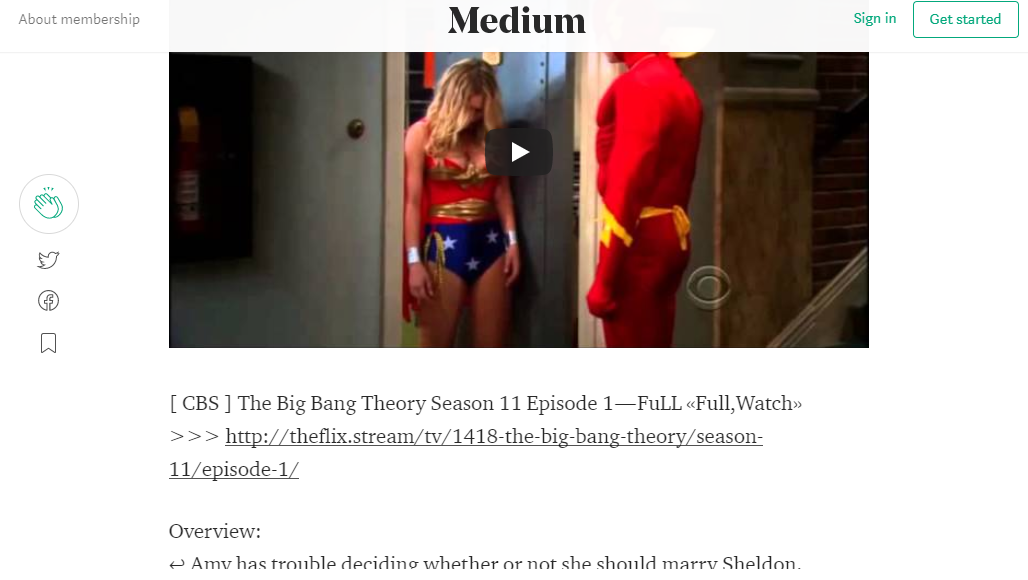 About membership
Medium
Sign in
Get started
[ CBS ] The Big Bang Theory Season 11 Episode 1—FuLL «Full,Watch»
>>> http://theflix.stream/tv/1418-the-big-bang-theory/season-
11/episode-1/
Overview:
↩ Amy has trouble deciding whether or not she should marry Sheldon.